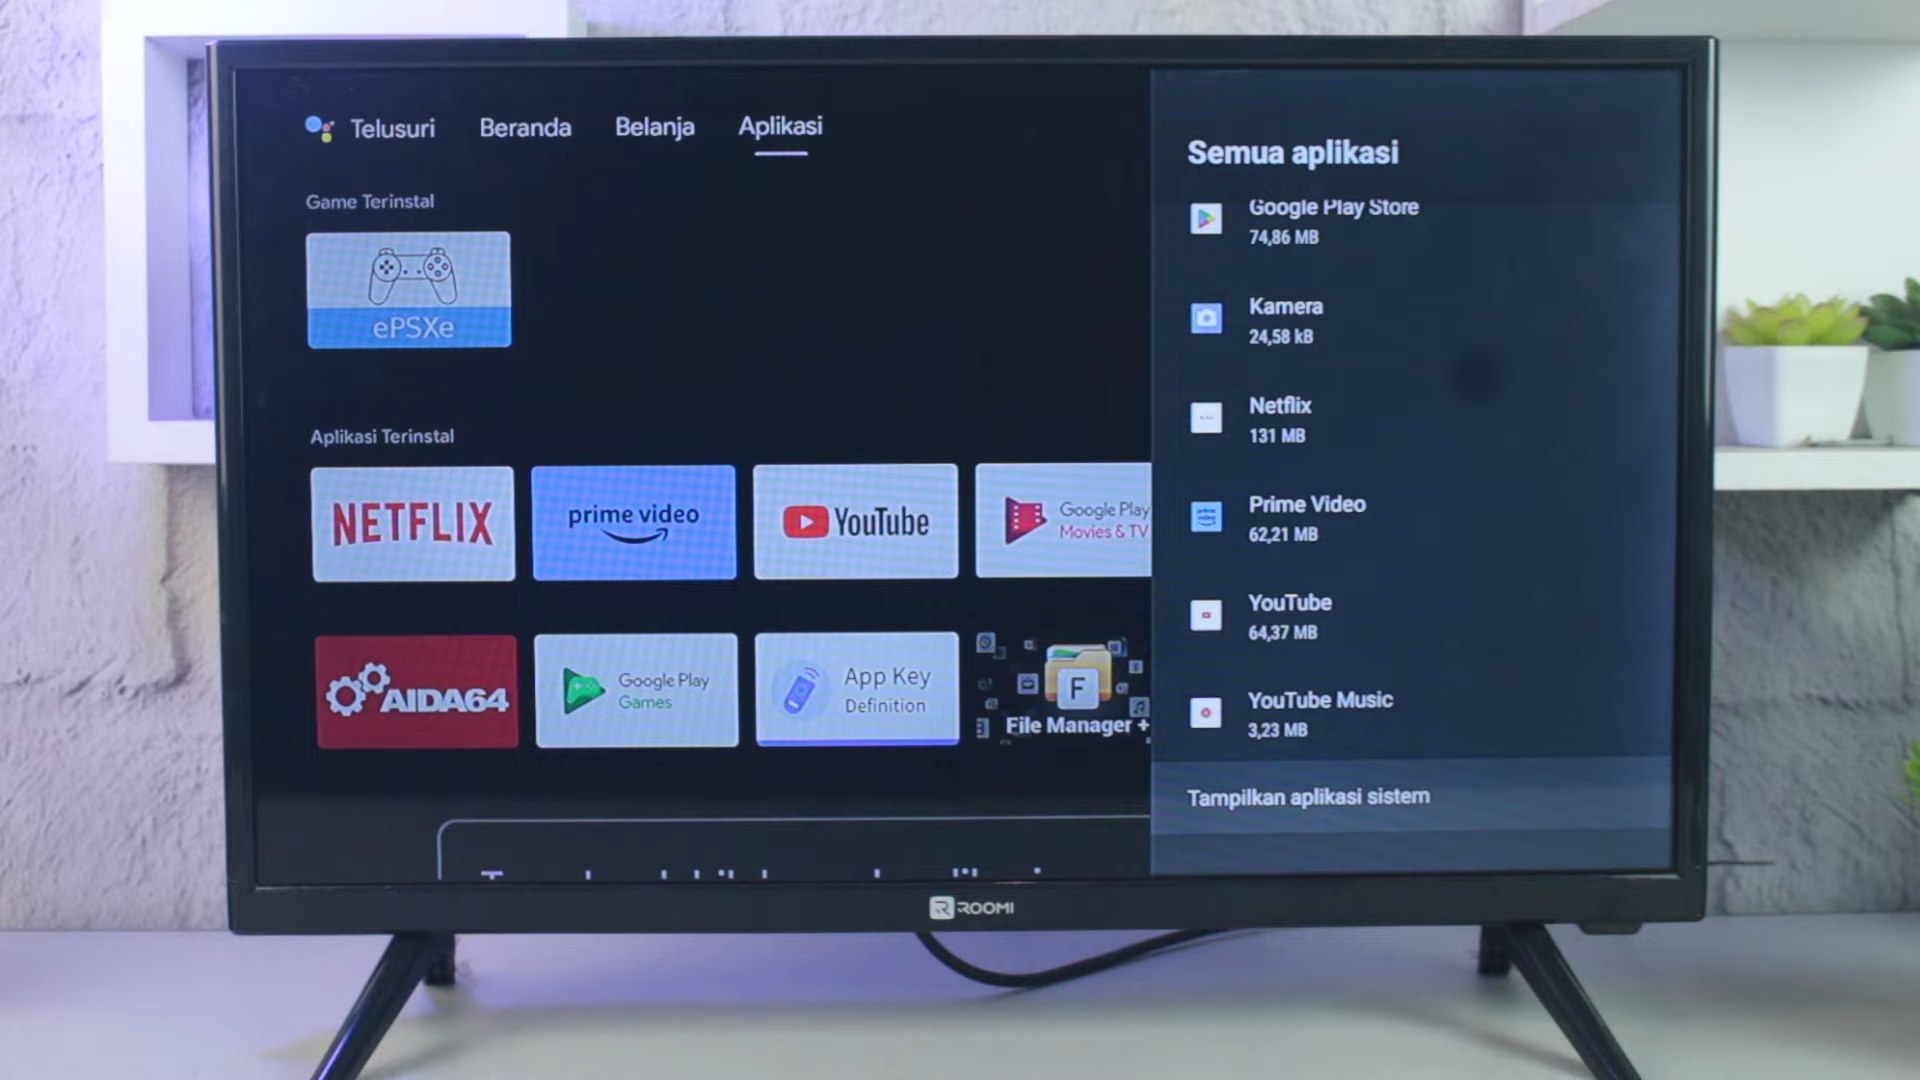 Telusuri
Beranda
Belanja
Aplikasi
Game Terinstal
ePSXe
Aplikasi Terinstal
NETFLIX
prime video
YouTube
Google Play
Movies & TV
AIDA64
Google Play
Games
App Key
Definition
F
File Manager +
Semua aplikasi
Google Play Store
74,86 MB
Kamera
24,58 kB
Netflix
131 MB
Prime Video
62,21 MB
YouTube
64,37 MB
YouTube Music
3,23 MB
Tampilkan aplikasi sistem
ROOMI